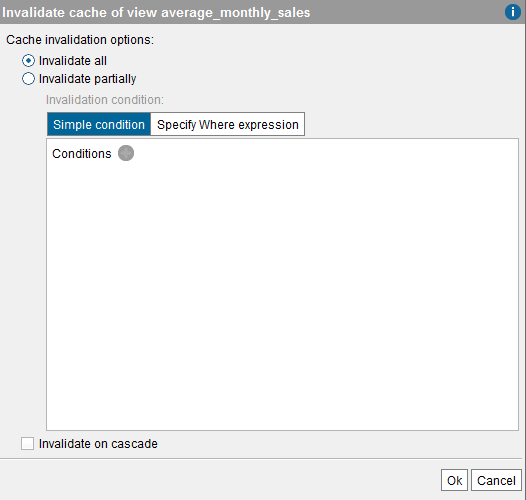 Invalidate cache of view average_monthly_sales i
Cache invalidation options:
Invalidate all
Invalidate partially
Invalidation condition:
Simple condition Specify Where expression
Conditions
Invalidate on cascade
Ok Cancel